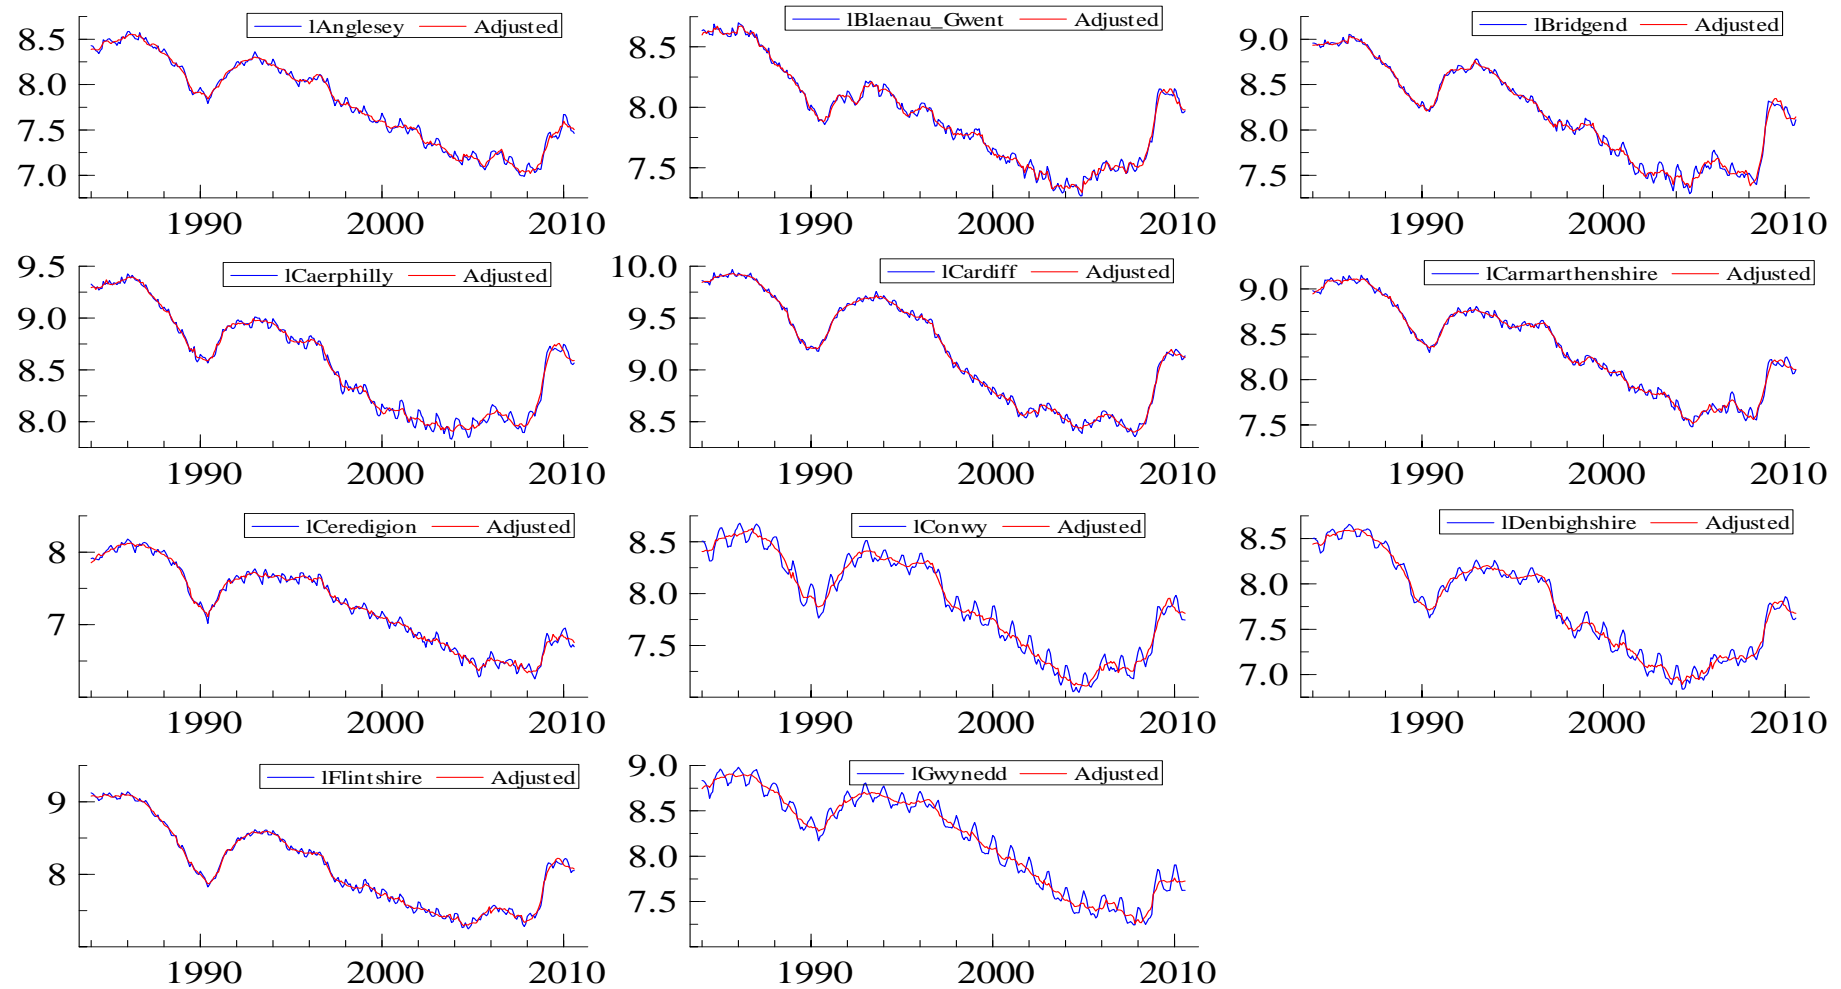 lAnglesey Adjusted
8.5
8.0
7.5
7.0
1990 2000 2010
lBlaenau_Gwent Adjusted
8.5
8.0
7.5
1990 2000 2010
lBridgend Adjusted
9.0
8.5
8.0
7.5
1990 2000 2010
lCaerphilly Adjusted
9.5
9.0
8.5
8.0
1990 2000 2010
lCardiff Adjusted
10.0
9.5
9.0
8.5
1990 2000 2010
lCarmarthenshire Adjusted
9.0
8.5
8.0
7.5
1990 2000 2010
lCeredigion Adjusted
8
7
1990 2000 2010
lConwy Adjusted
8.5
8.0
7.5
1990 2000 2010
lDenbighshire Adjusted
8.5
8.0
7.5
7.0
1990 2000 2010
lFlintshire Adjusted
9
8
1990 2000 2010
lGwynedd Adjusted
9.0
8.5
8.0
7.5
1990 2000 2010